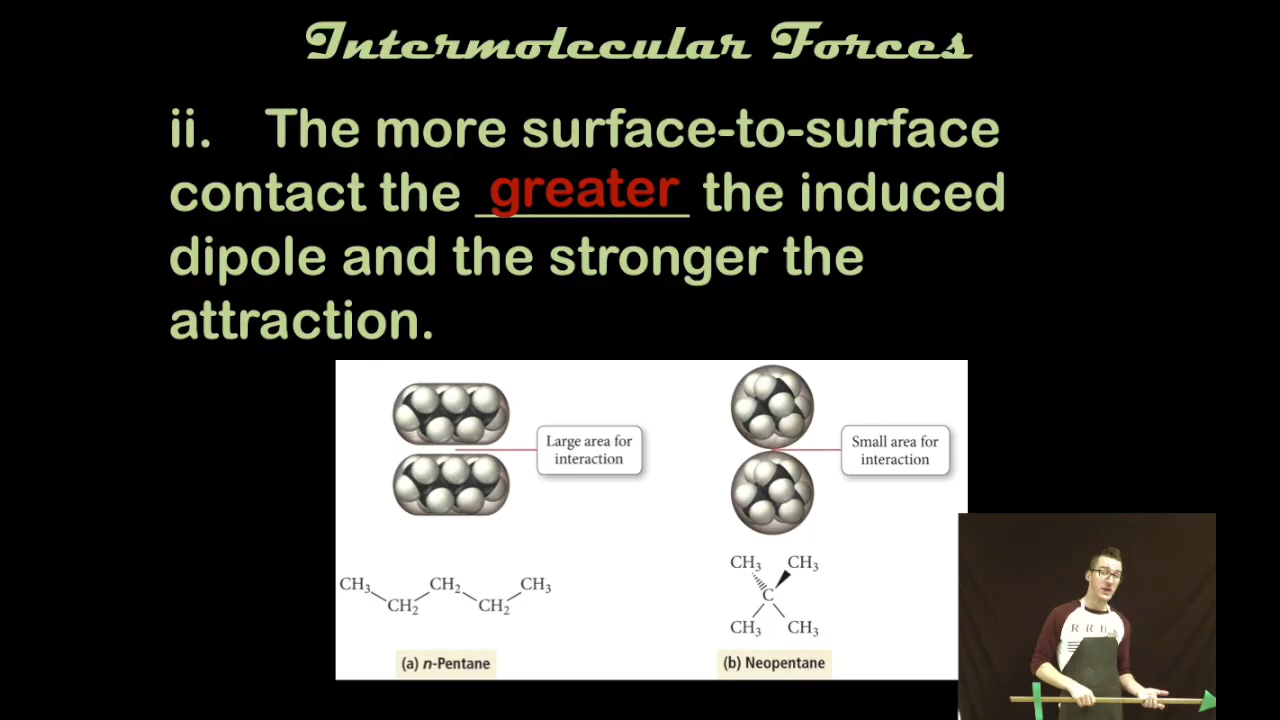 Intermolecular Forces
ii. The more surface-to-surface
contact the greater the induced
dipole and the stronger the
attraction.
Large area for
interaction
Small area for
interaction
CH₃ CH₂ CH₂ CH₂ CH₃
CH₃ CH₃
C
CH₃ CH₃
(a) n-Pentane
(b) Neopentane